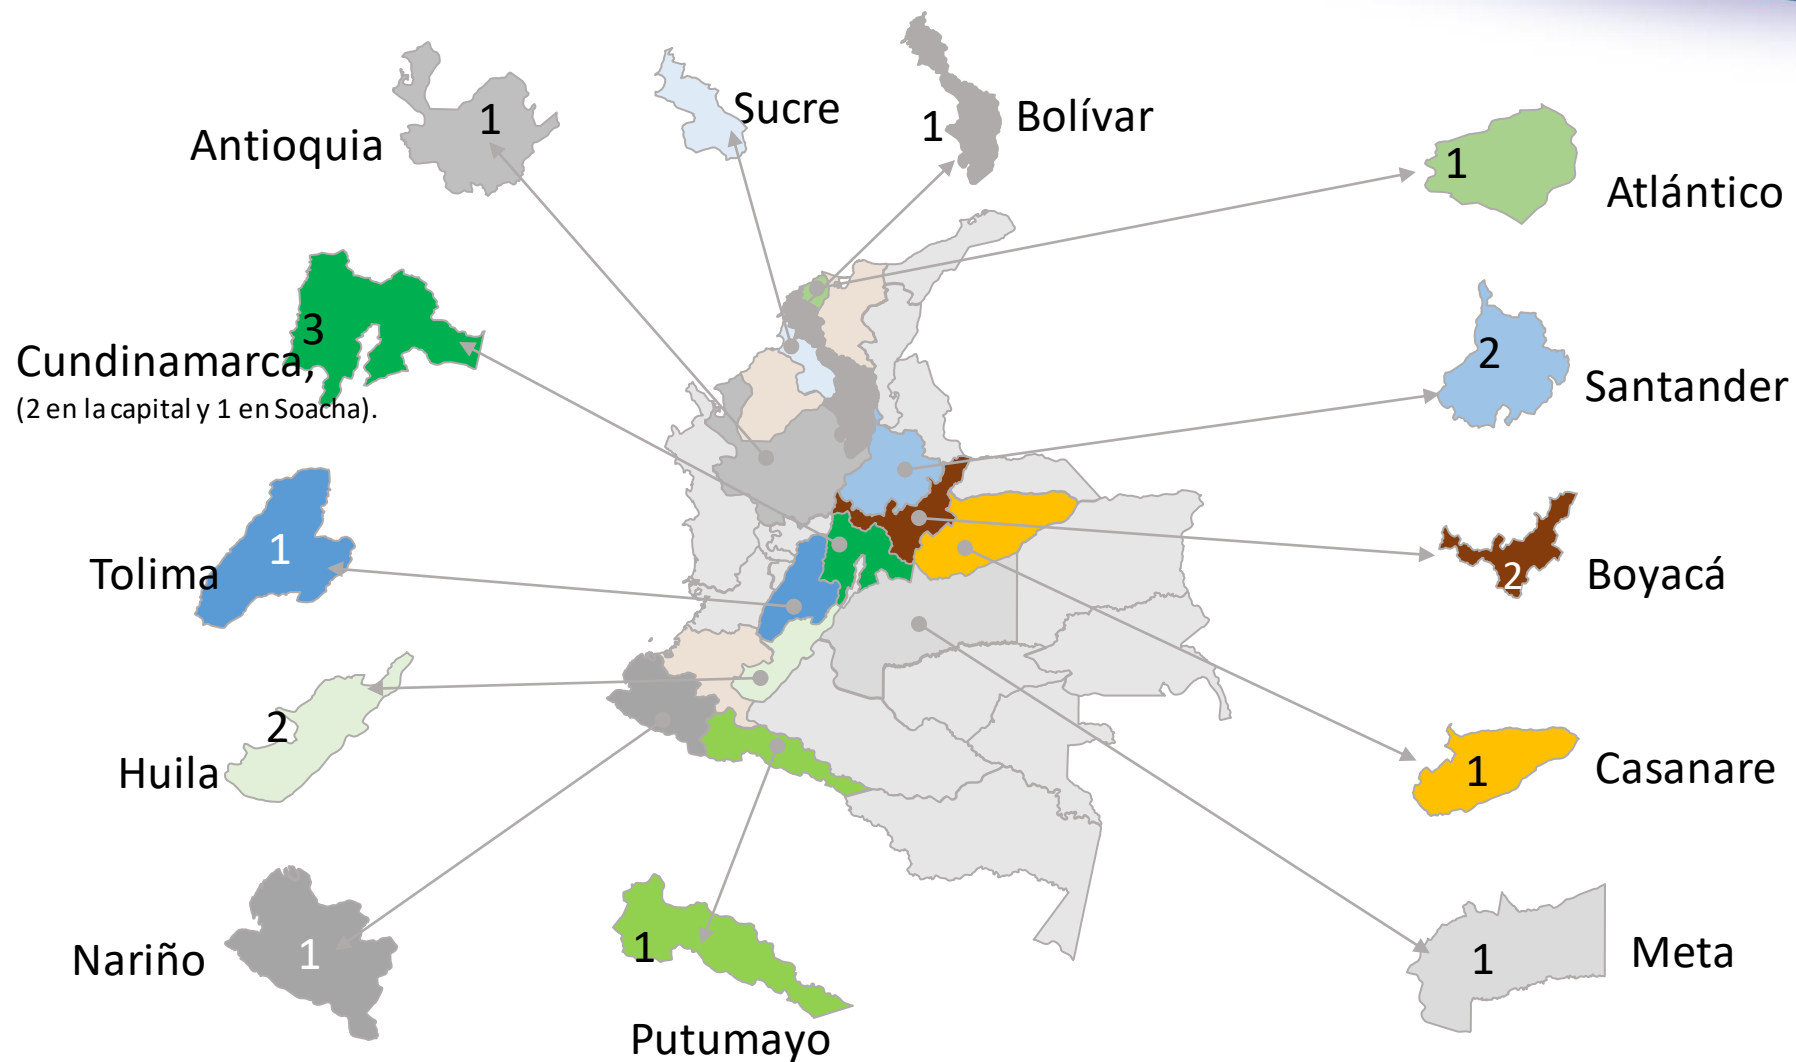 Antioquia
1
Sucre
1
Bolívar
1
Atlántico
3
Cundinamarca,
(2 en la capital y 1 en Soacha).
2
Santander
1
Tolima
2
Boyacá
2
Huila
1
Casanare
1
Nariño
1
Putumayo
1
Meta